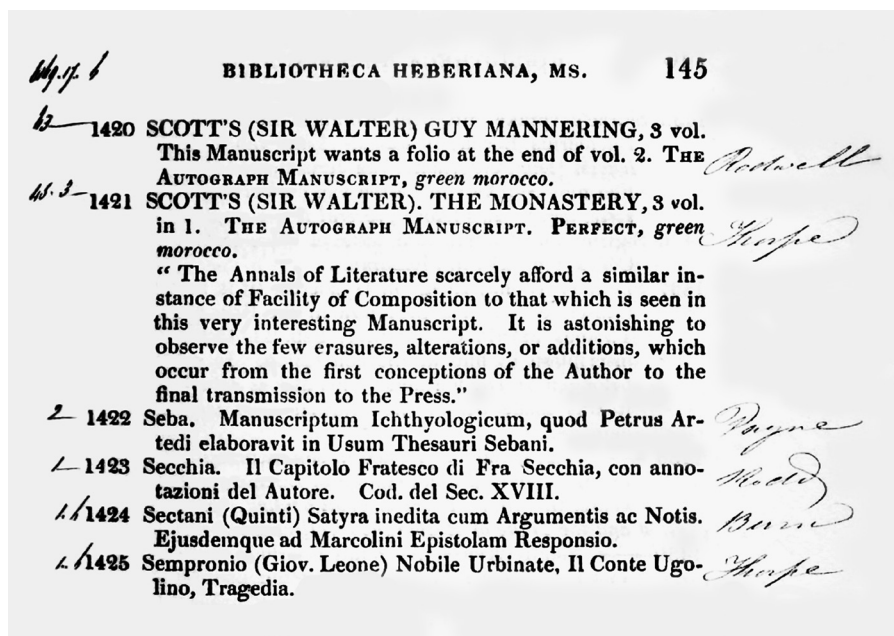 BIBLIOTHECA HEBERIANA, MS. 145
1420 SCOTT'S (SIR WALTER) GUY MANNERING, 3 vol.
This Manuscript wants a folio at the end of vol. 2. THE
AUTOGRAPH MANUSCRIPT, green morocco. Rodwell
1421 SCOTT'S (SIR WALTER). THE MONASTERY, 3 vol.
in 1. THE AUTOGRAPH MANUSCRIPT. PERFECT, green Thorpe
morocco.
“ The Annals of Literature scarcely afford a similar in-
stance of Facility of Composition to that which is seen in
this very interesting Manuscript. It is astonishing to
observe the few erasures, alterations, or additions, which
occur from the first conceptions of the Author to the
final transmission to the Press.”
2 1422 Seba. Manuscriptum Ichthyologicum, quod Petrus Ar- Payne
tedi elaboravit in Usum Thesauri Sebani.
1 1423 Secchia. Il Capitolo Fratesco di Fra Secchia, con anno- Rodd
tazioni del Autore. Cod. del Sec. XVIII.
1424 Sectani (Quinti) Satyra inedita cum Argumentis ac Notis.
Ejusdemque ad Marcolini Epistolam Responsio.
1425 Sempronio (Giov. Leone) Nobile Urbinate, Il Conte Ugo- Thorpe
lino, Tragedia.